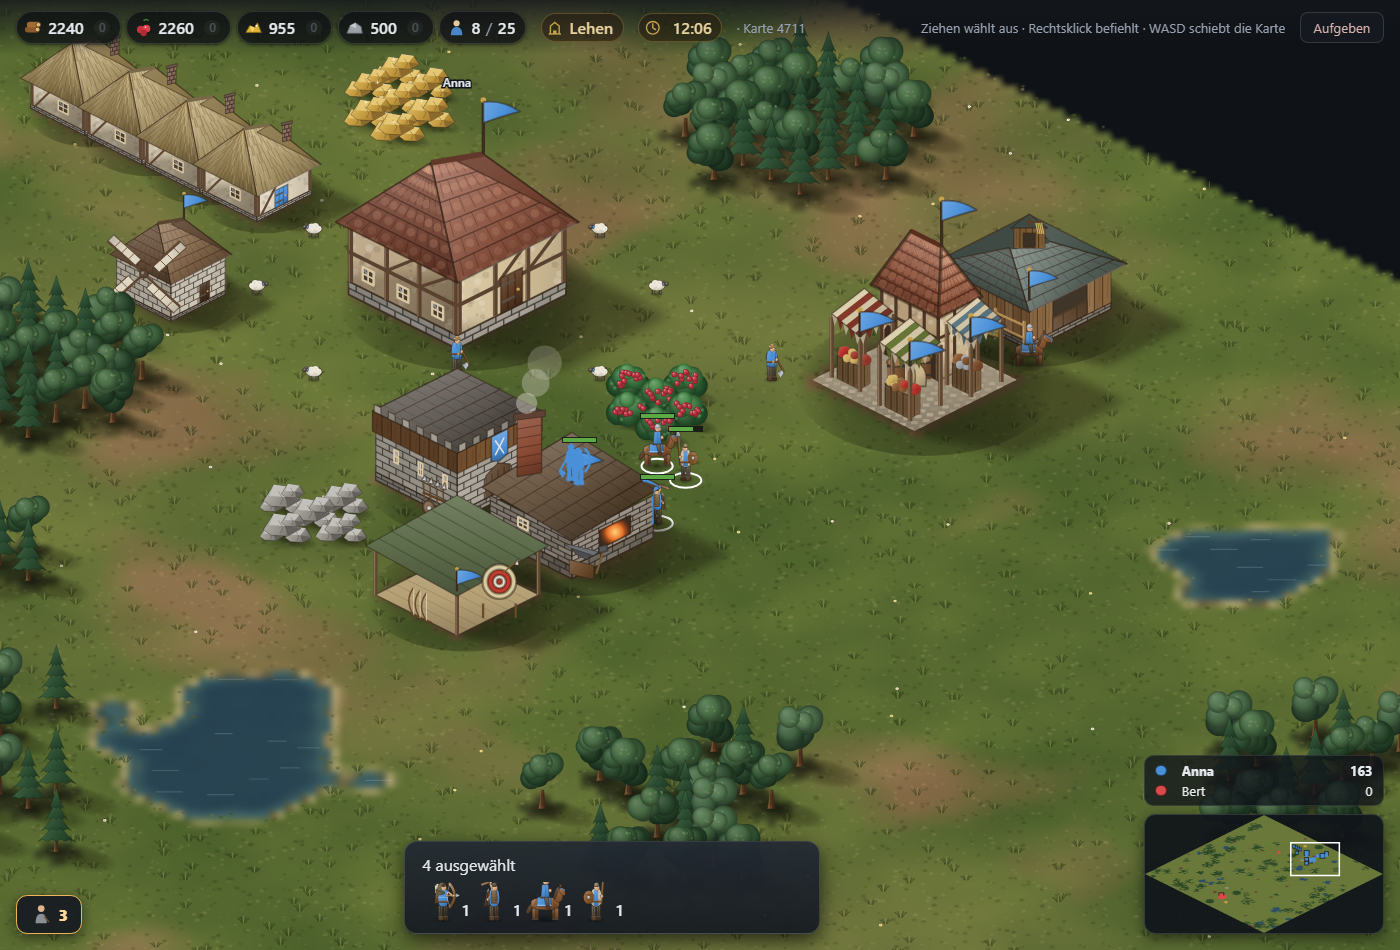 2240 0 2260 0 955 0 500 0 8 / 25 Lehen 12:06 · Karte 4711 Ziehen wählt aus · Rechtsklick befiehlt · WASD schiebt die Karte Aufgeben
Anna
Anna 163
Bert 0
4 ausgewählt
1 1 1 1
3